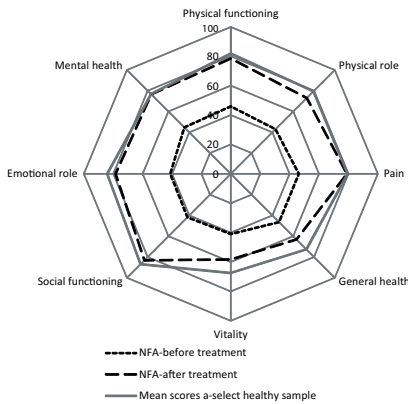 Physical functioning
100
Mental health
Physical role
80
60
40
20
Emotional role
0
Pain
Social functioning
General health
Vitality
NFA-before treatment
NFA-after treatment
Mean scores a-select healthy sample